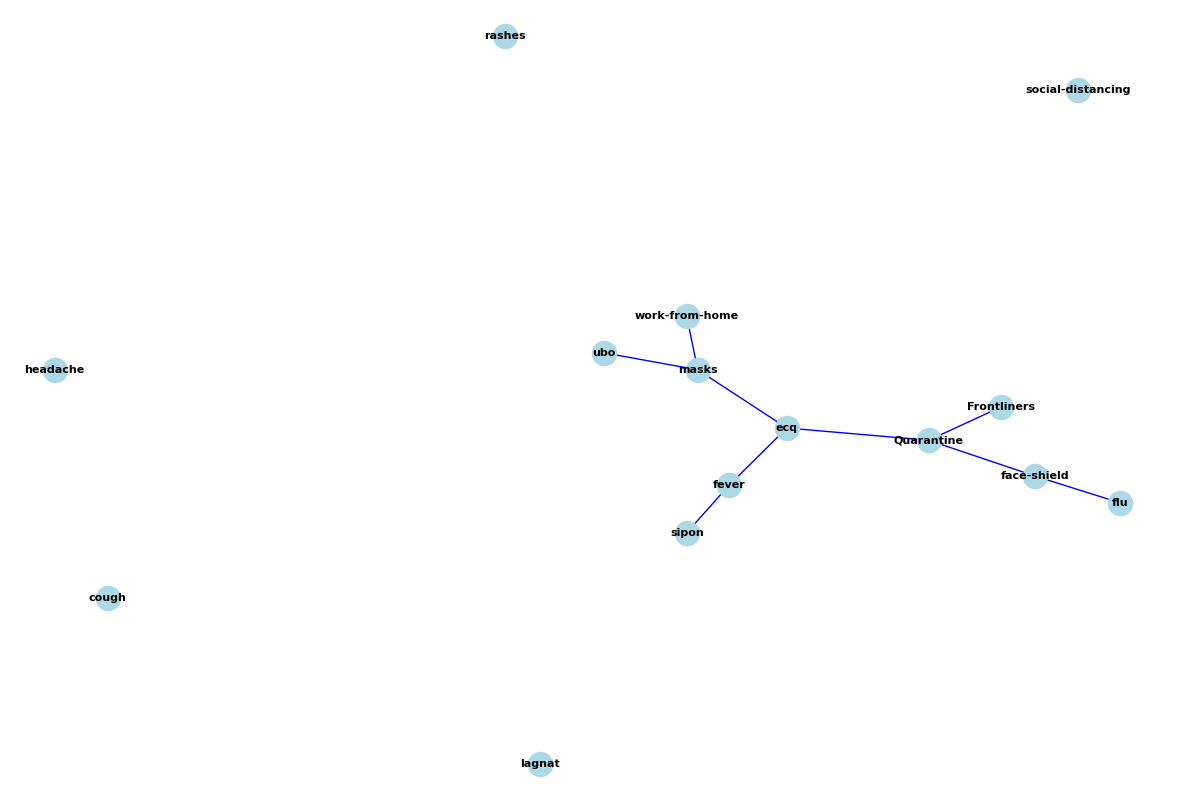 rashes
social-distancing
work-from-home
ubo
headache
masks
Frontliners
ecq
Quarantine
face-shield
fever
flu
sipon
cough
lagnat